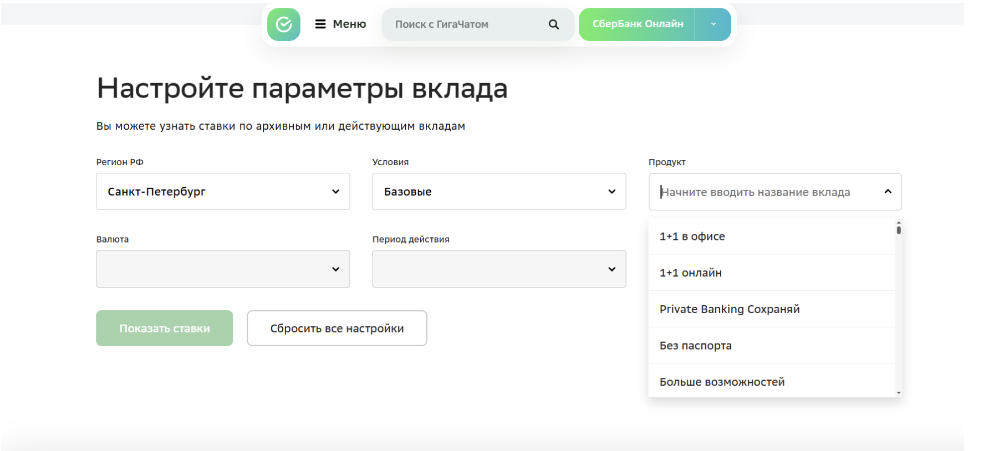 Меню
Поиск с ГигаЧатом
СберБанк Онлайн
Настройте параметры вклада
Вы можете узнать ставки по архивным или действующим вкладам
Регион РФ
Санкт-Петербург
Условия
Базовые
Продукт
Начните вводить название вклада
Валюта
Период действия
1+1 в офисе
1+1 онлайн
Private Banking Сохраняй
Без паспорта
Больше возможностей
Показать ставки
Сбросить все настройки